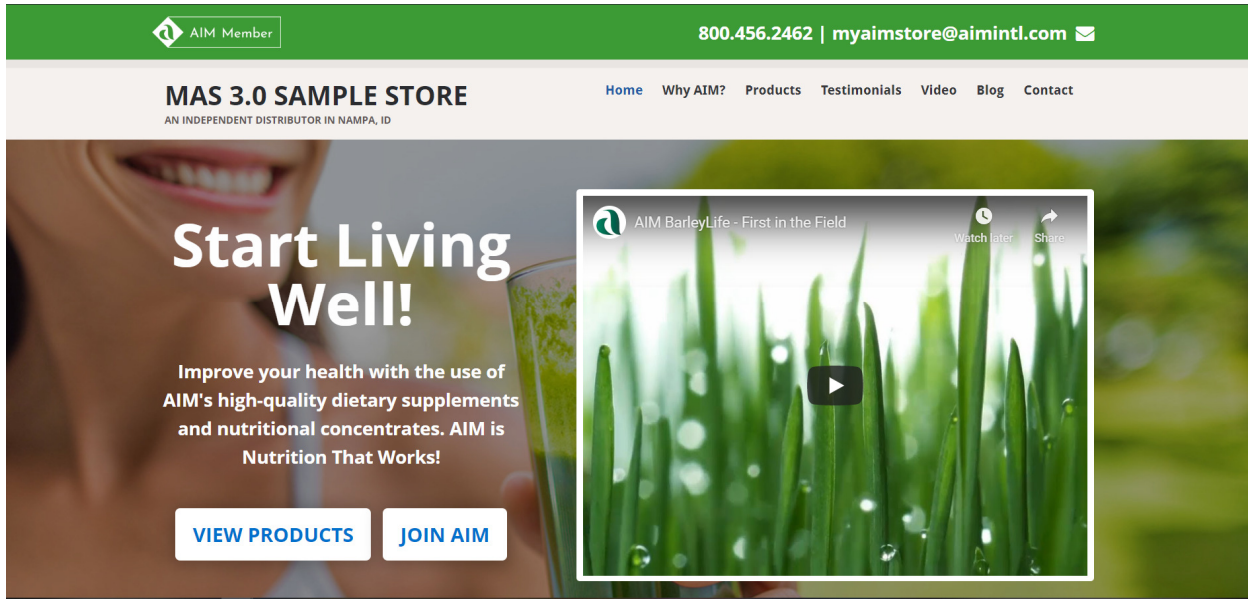 AIM Member
800.456.2462 | myaimstore@aimintl.com
MAS 3.0 SAMPLE STORE
AN INDEPENDENT DISTRIBUTOR IN NAMPA, ID
Home Why AIM? Products Testimonials Video Blog Contact
Start Living
Well!
Improve your health with the use of
AIM's high-quality dietary supplements
and nutritional concentrates. AIM is
Nutrition That Works!
VIEW PRODUCTS JOIN AIM
AIM BarleyLife - First in the Field
Watch later Share